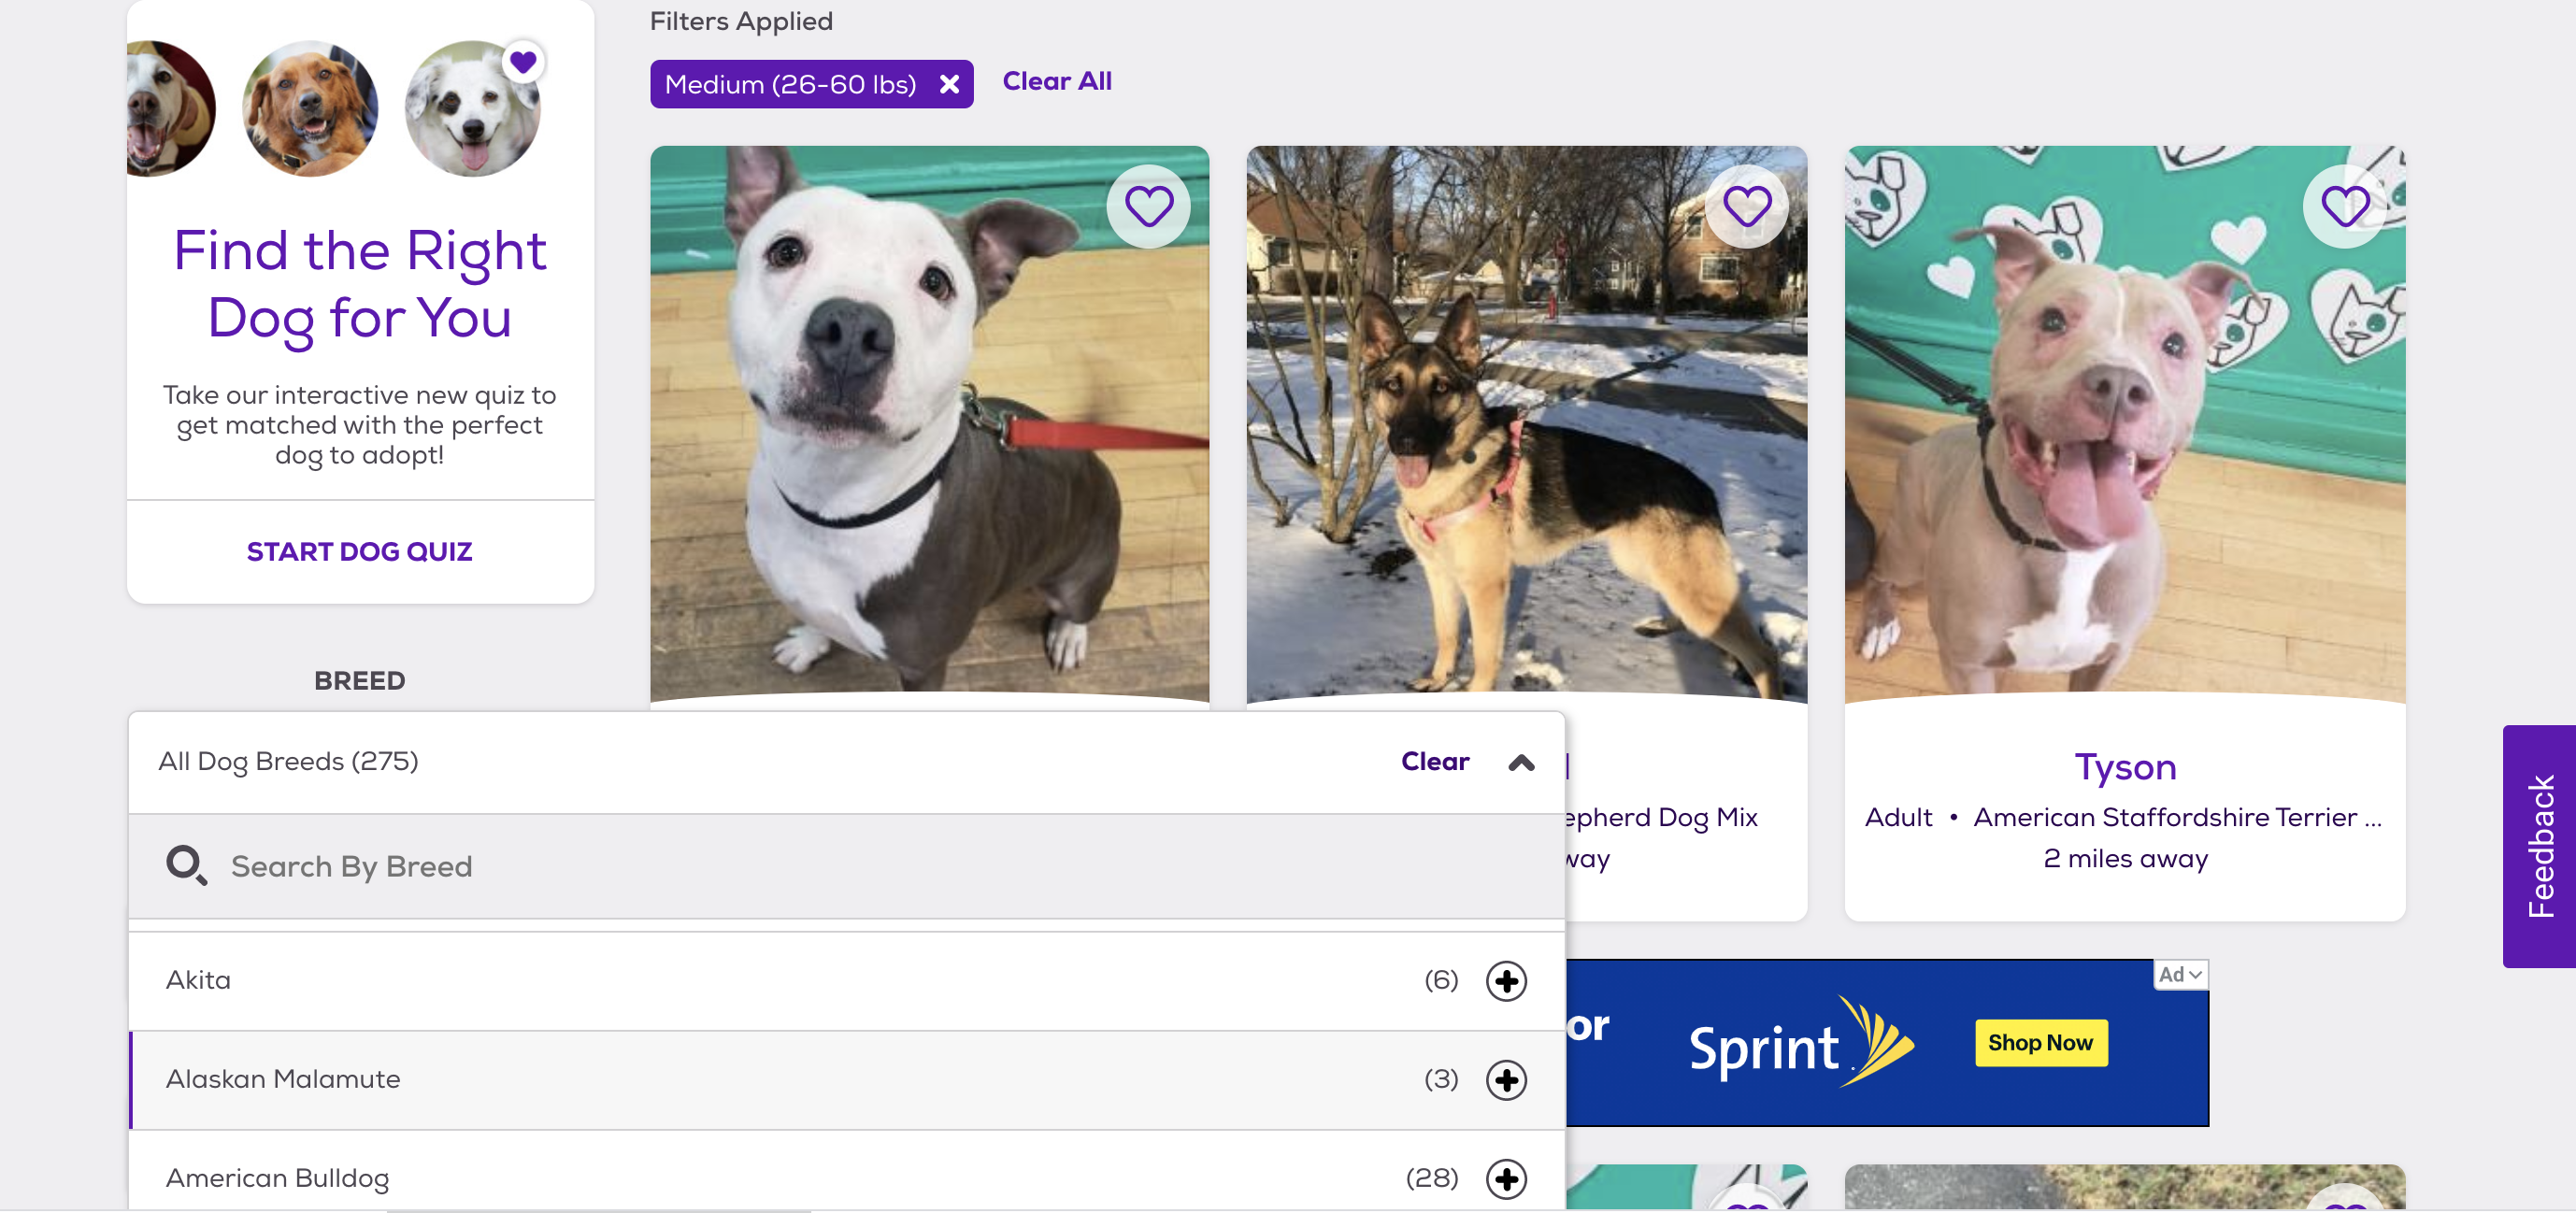 Filters Applied
Medium (26-60 lbs)
Clear All
Find the Right
Dog for You
Take our interactive new quiz to
get matched with the perfect
dog to adopt!
START DOG QUIZ
BREED
All Dog Breeds (275)
Clear
Search By Breed
Akita (6)
Alaskan Malamute (3)
American Bulldog (28)
Dog Mix
Tyson
Adult • American Staffordshire Terrier ...
2 miles away
Ad
or
Sprint
Shop Now
Feedback